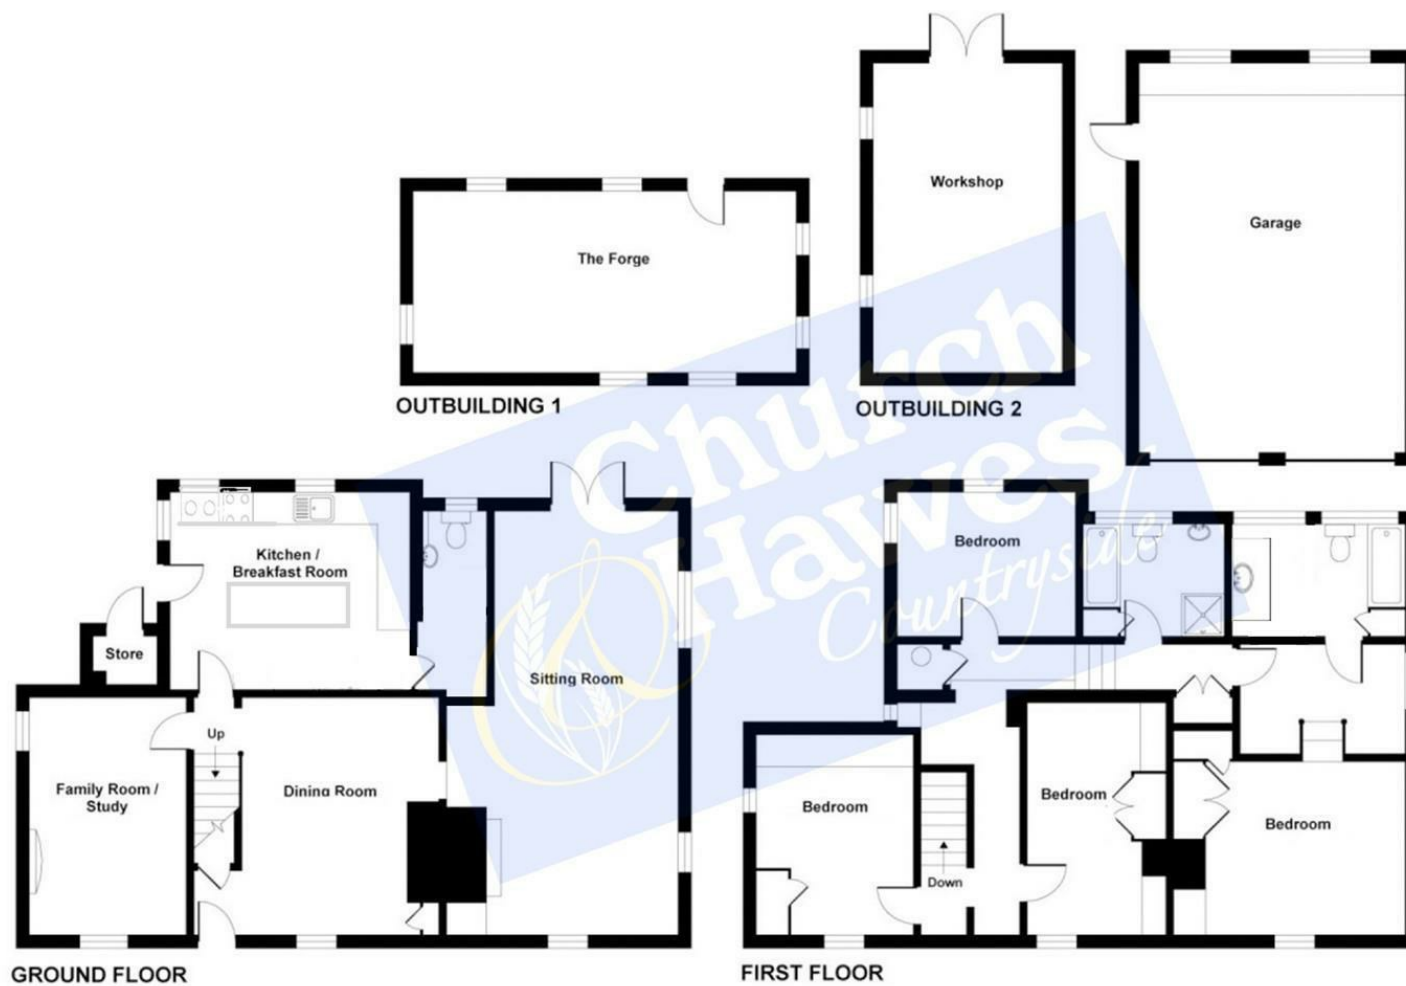 Workshop
Garage
The Forge
OUTBUILDING 1
OUTBUILDING 2
Church
Hawes
Countryside
Kitchen /
Breakfast Room
Store
Sitting Room
Up
Family Room /
Study
Dining Room
GROUND FLOOR
Bedroom
Bedroom
Bedroom
Bedroom
Down
FIRST FLOOR